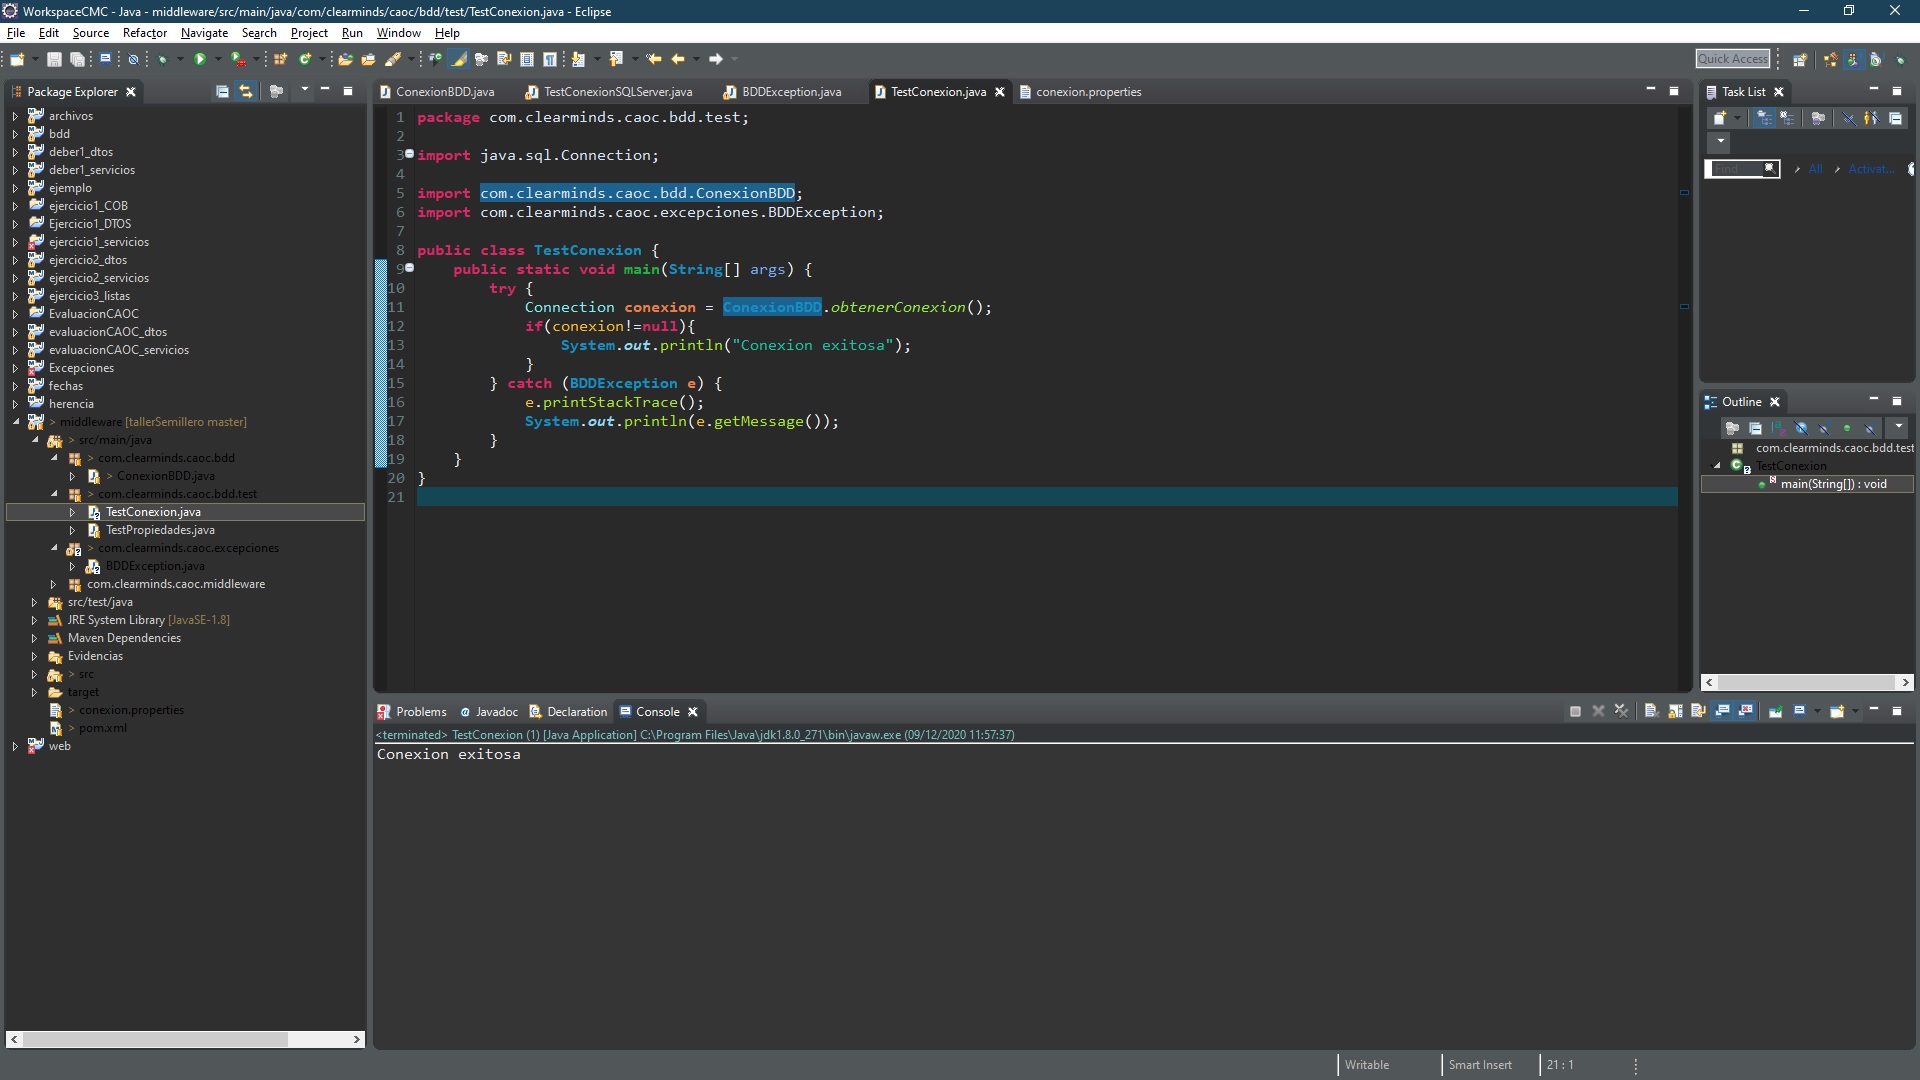 WorkspaceCMC - Java - middleware/src/main/java/com/clearminds/caoc/bdd/test/TestConexion.java - Eclipse
File Edit Source Refactor Navigate Search Project Run Window Help
Quick Access
Package Explorer
archivos
bdd
deber1_dtos
deber1_servicios
ejemplo
ejercicio1_COB
Ejercicio1_DTOS
ejercicio1_servicios
ejercicio2_dtos
ejercicio2_servicios
ejercicio3_listas
EvaluacionCAOC
evaluacionCAOC_dtos
evaluacionCAOC_servicios
Excepciones
fechas
herencia
> middleware [tallerSemillero master]
> src/main/java
> com.clearminds.caoc.bdd
> ConexionBDD.java
> com.clearminds.caoc.bdd.test
TestConexion.java
TestPropiedades.java
> com.clearminds.caoc.excepciones
BDDException.java
com.clearminds.caoc.middleware
src/test/java
JRE System Library [JavaSE-1.8]
Maven Dependencies
Evidencias
> src
target
> conexion.properties
> pom.xml
web
ConexionBDD.java TestConexionSQLServer.java BDDException.java TestConexion.java conexion.properties
1 package com.clearminds.caoc.bdd.test;
2
3 import java.sql.Connection;
4
5 import com.clearminds.caoc.bdd.ConexionBDD;
6 import com.clearminds.caoc.excepciones.BDDException;
7
8 public class TestConexion {
9 public static void main(String[] args) {
10 try {
11 Connection conexion = ConexionBDD.obtenerConexion();
12 if(conexion!=null){
13 System.out.println("Conexion exitosa");
14 }
15 } catch (BDDException e) {
16 e.printStackTrace();
17 System.out.println(e.getMessage());
18 }
19 }
20 }
21
Problems Javadoc Declaration Console
<terminated> TestConexion (1) [Java Application] C:\Program Files\Java\jdk1.8.0_271\bin\javaw.exe (09/12/2020 11:57:37)
Conexion exitosa
Task List
Find All Activat...
Outline
com.clearminds.caoc.bdd.test
TestConexion
main(String[]) : void
Writable Smart Insert 21 : 1